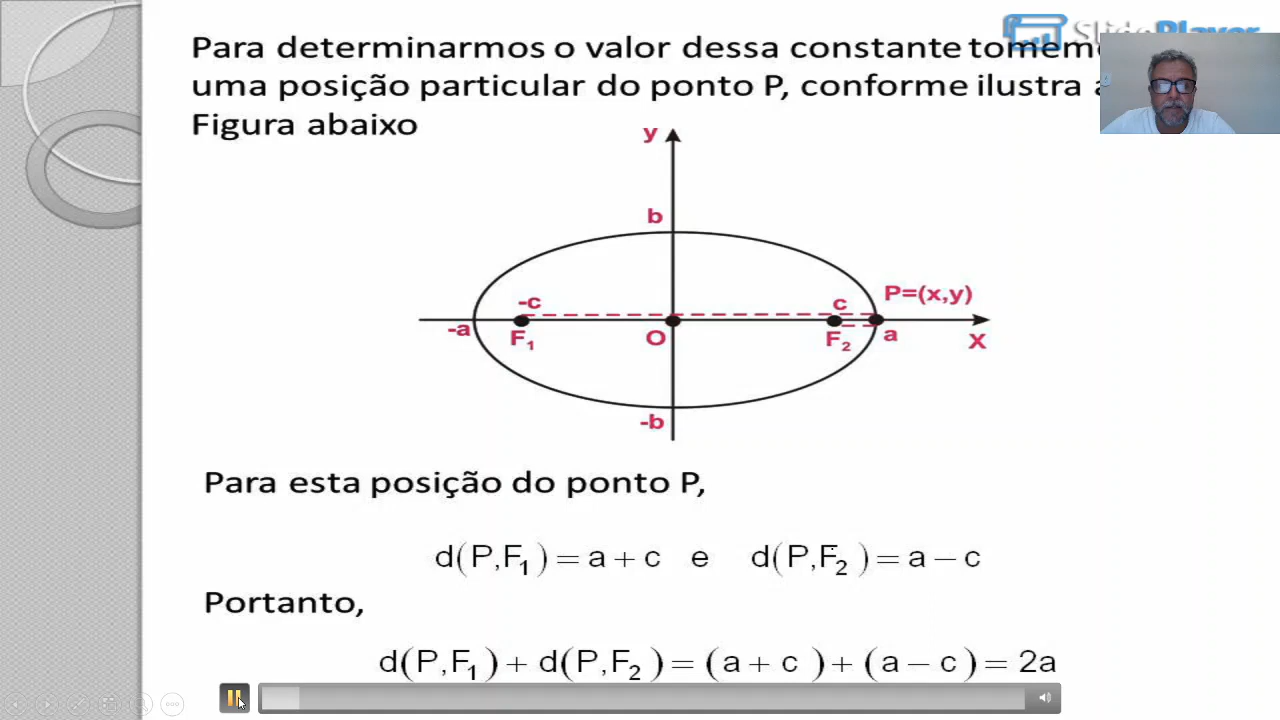 SlidePlayer
Para determinarmos o valor dessa constante tomem
uma posição particular do ponto P, conforme ilustra a
Figura abaixo
y
b
P=(x,y)
-c
c
-a
F₁
O
F₂
a
X
-b
Para esta posição do ponto P,
d(P,F₁) = a + c e d(P,F₂) = a − c
Portanto,
d(P,F₁) + d(P,F₂) = (a + c) + (a − c) = 2a